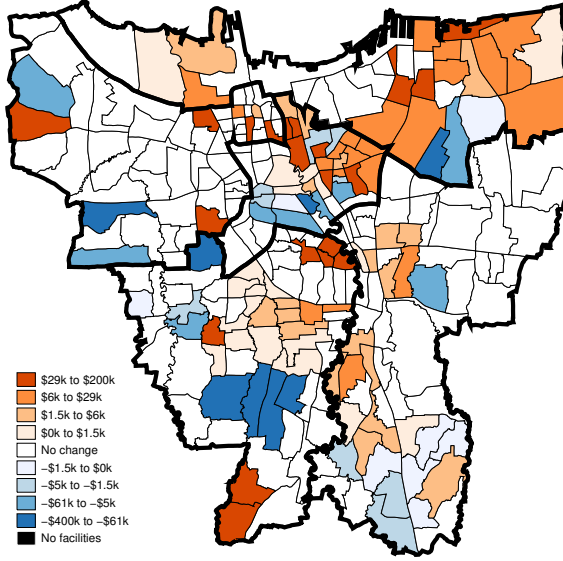 $29k to $200k
$6k to $29k
$1.5k to $6k
$0k to $1.5k
No change
−$1.5k to $0k
−$5k to −$1.5k
−$61k to −$5k
−$400k to −$61k
No facilities